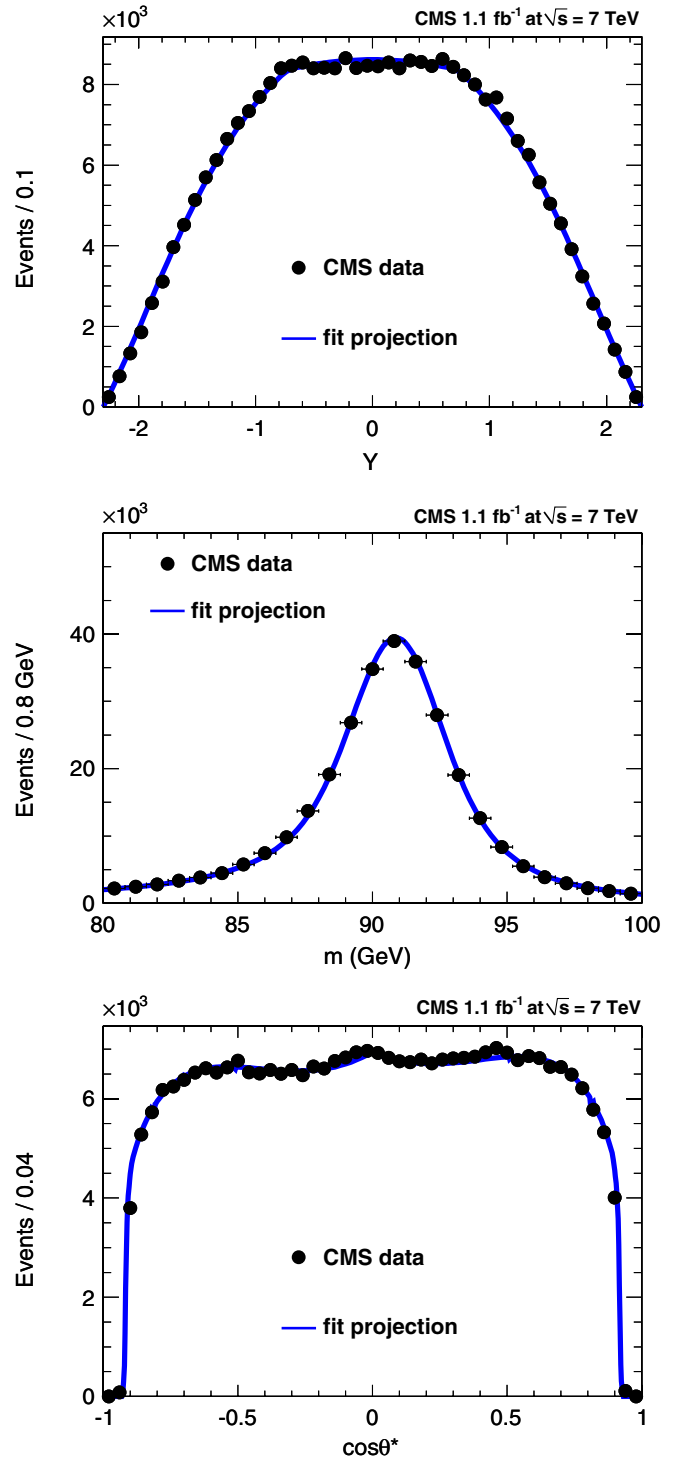 ×10³
CMS 1.1 fb⁻¹ at √s = 7 TeV
8
6
4
2
0
Events / 0.1
CMS data
fit projection
-2 -1 0 1 2
Y
×10³
CMS 1.1 fb⁻¹ at √s = 7 TeV
CMS data
fit projection
40
20
0
Events / 0.8 GeV
80 85 90 95 100
m (GeV)
×10³
CMS 1.1 fb⁻¹ at √s = 7 TeV
6
4
2
0
Events / 0.04
CMS data
fit projection
-1 -0.5 0 0.5 1
cosθ*